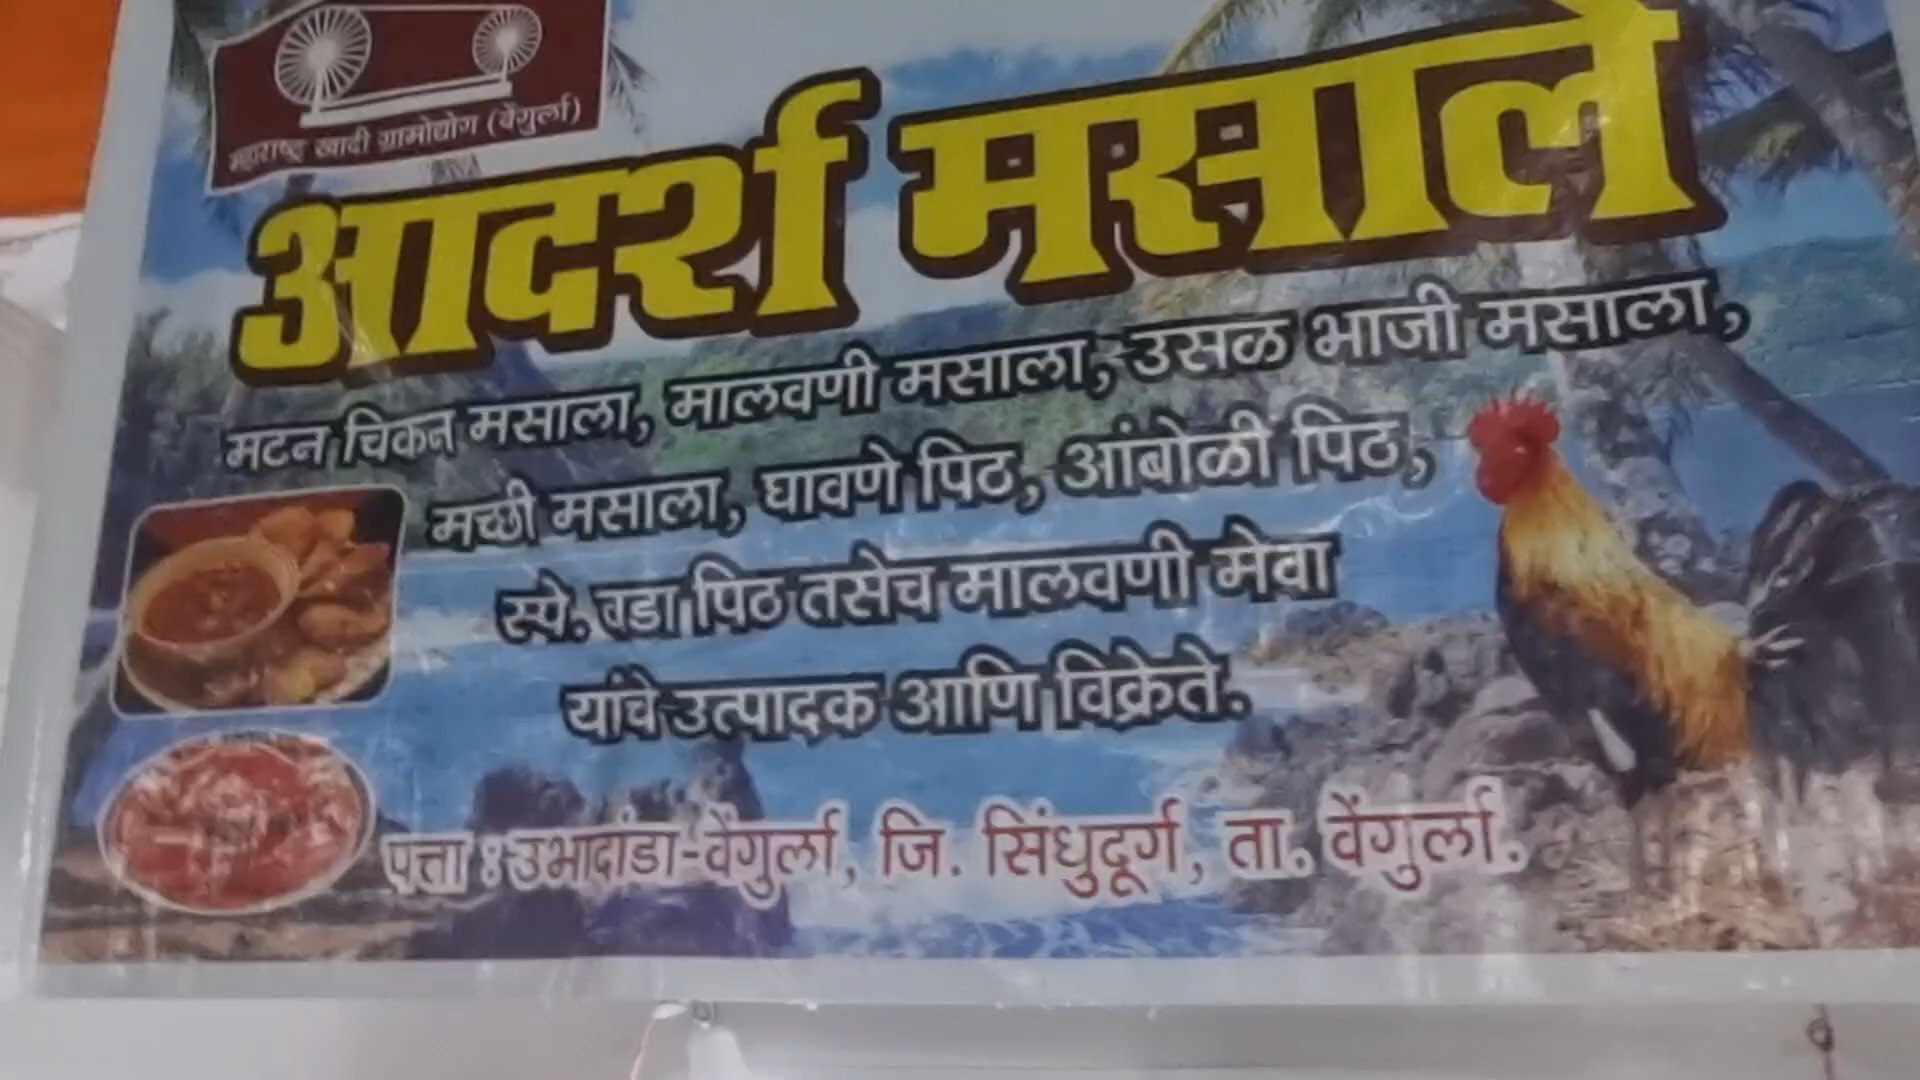 महाराष्ट्र खादी ग्रामोद्योग (वेंगुर्ला)
आदर्श मसाले
मटन चिकन मसाला, मालवणी मसाला, उसळ भाजी मसाला,
मच्छी मसाला, घावणे पिठ, आंबोळी पिठ,
स्पे. वडा पिठ तसेच मालवणी मेवा
यांचे उत्पादक आणि विक्रेते.
पत्ता : उभादांडा-वेंगुर्ला, जि. सिंधुदूर्ग, ता. वेंगुर्ला.